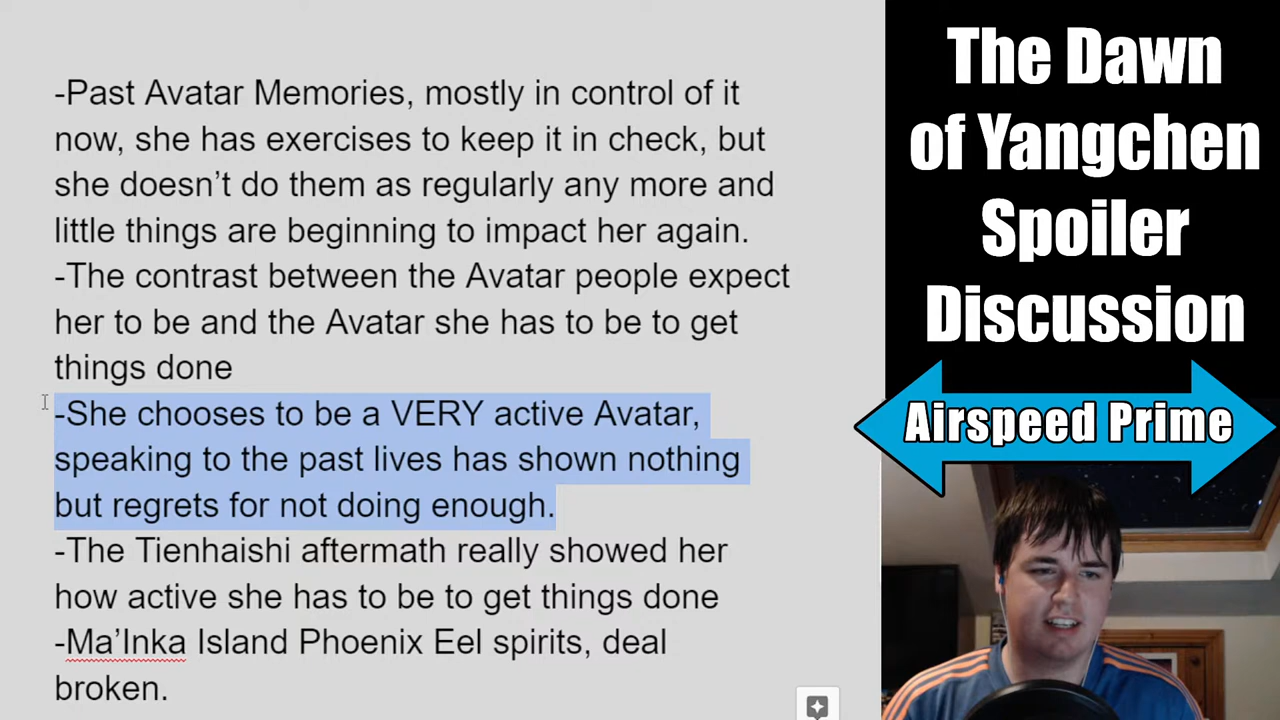 -Past Avatar Memories, mostly in control of it
now, she has exercises to keep it in check, but
she doesn’t do them as regularly any more and
little things are beginning to impact her again.
-The contrast between the Avatar people expect
her to be and the Avatar she has to be to get
things done
-She chooses to be a VERY active Avatar,
speaking to the past lives has shown nothing
but regrets for not doing enough.
-The Tienhaishi aftermath really showed her
how active she has to be to get things done
-Ma’Inka Island Phoenix Eel spirits, deal
broken.
The Dawn
of Yangchen
Spoiler
Discussion
Airspeed Prime